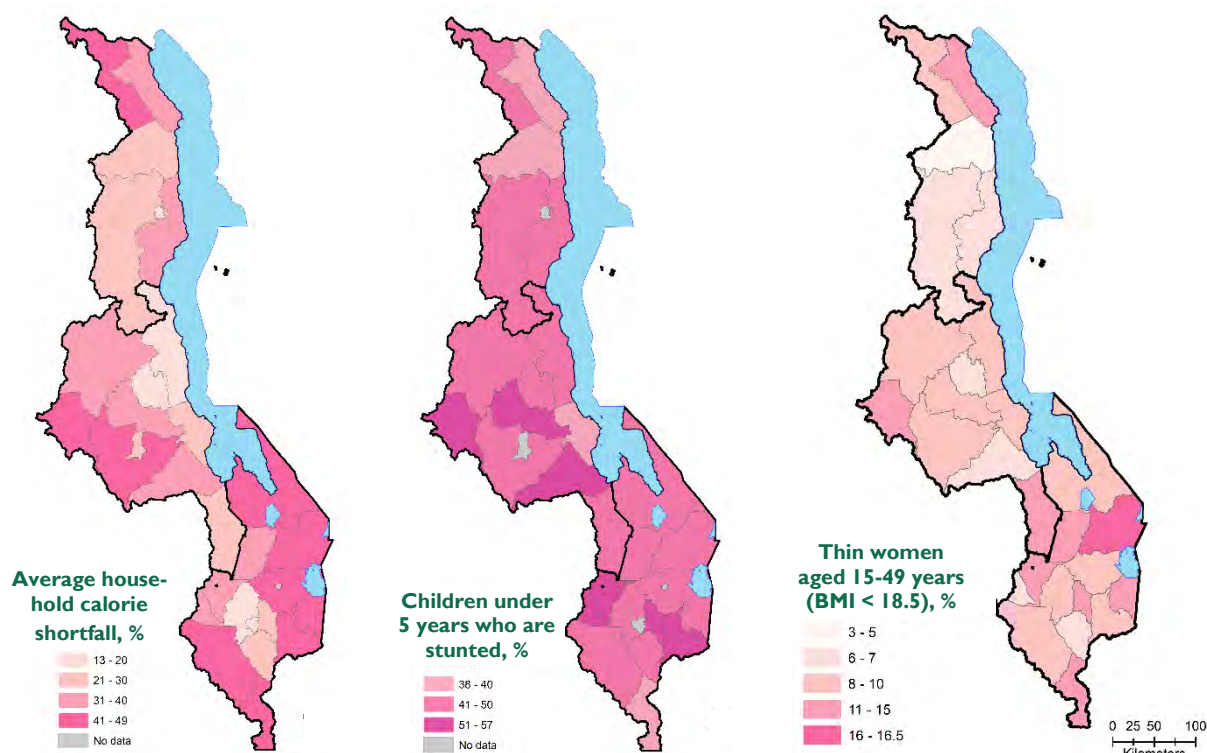 Average house-
hold calorie
shortfall, %
13 - 20
21 - 30
31 - 40
41 - 49
No data
Children under
5 years who are
stunted, %
38 - 40
41 - 50
51 - 57
No data
Thin women
aged 15-49 years
(BMI < 18.5), %
3 - 5
6 - 7
8 - 10
11 - 15
16 - 16.5
0 25 50 100
Kilometers